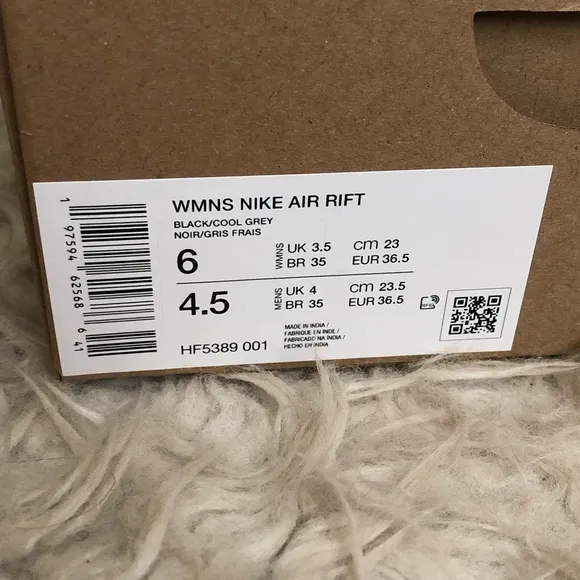 WMNS NIKE AIR RIFT
BLACK/COOL GREY
NOIR/GRIS FRAIS
6 WMNS UK 3.5 cm 23
BR 35 EUR 36.5
4.5 MENS UK 4 cm 23.5
BR 35 EUR 36.5
HF5389 001
MADE IN INDIA /
FABRIQUE EN INDE /
FABRICADO NA ÍNDIA /
HECHO EN INDIA
1 97594 62568 641